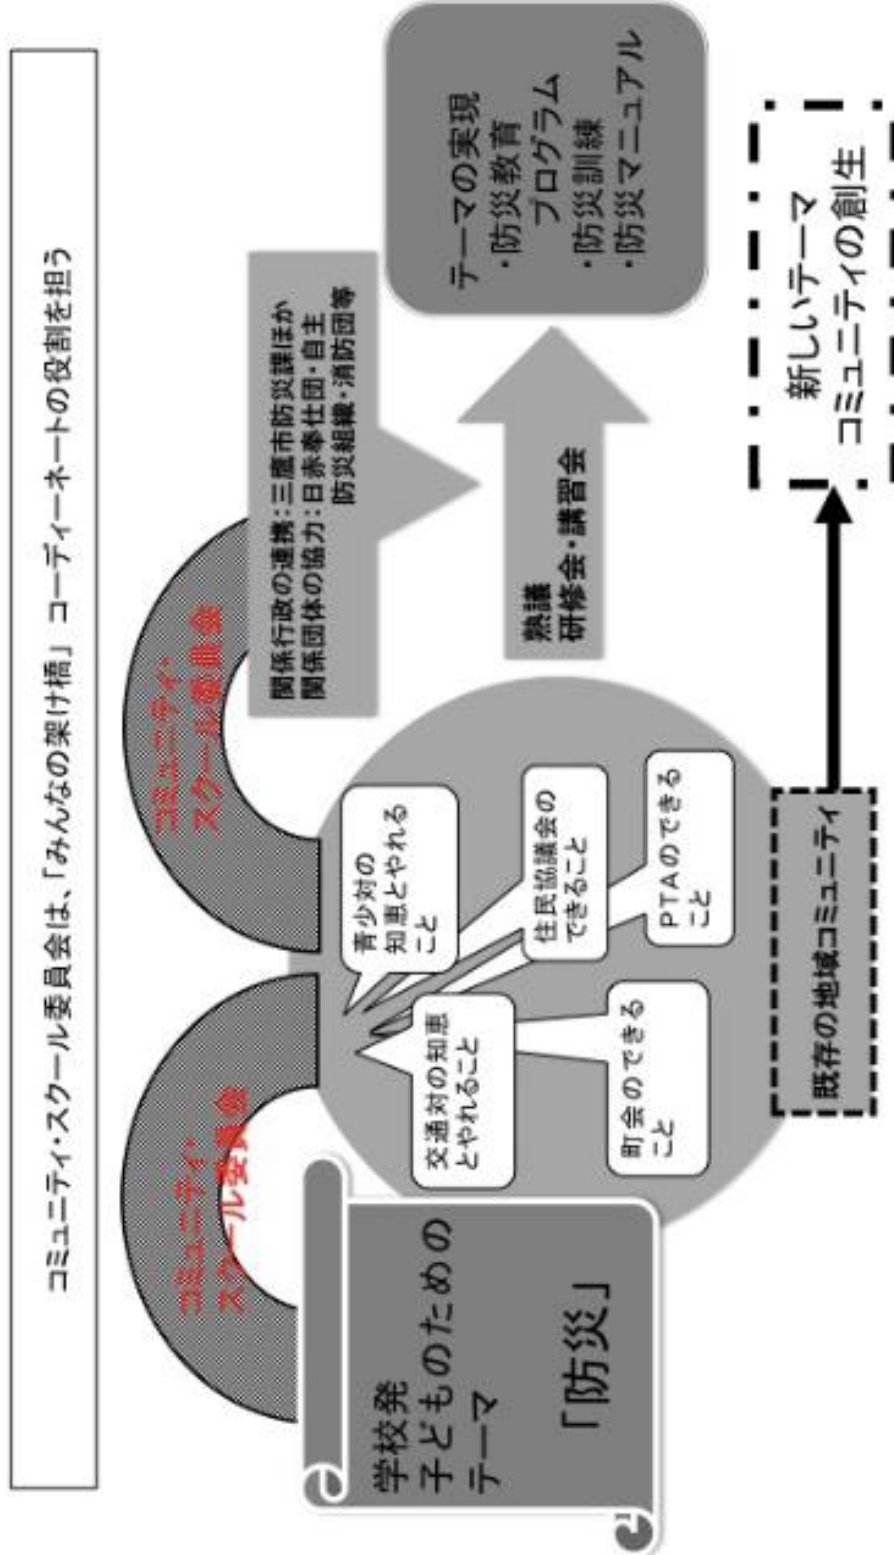 コミュニティ・スクール委員会は、「みんなの架け橋」 コーディーネートの役割を担う
コミュニティ・
スクール委員会
コミュニティ・
スクール委員会
学校発
子どものための
テーマ
「防災」
青少対の
知恵とやれる
こと
交通対の知恵
とやれること
住民協議会の
できること
町会のできる
こと
PTAのできる
こと
関係行政の連携:三鷹市防災課ほか
関係団体の協力:日赤奉仕団・自主
防災組織・消防団等
熟議
研修会・講習会
テーマの実現
・防災教育
プログラム
・防災訓練
・防災マニュアル
既存の地域コミュニティ
新しいテーマ
コミュニティの創生